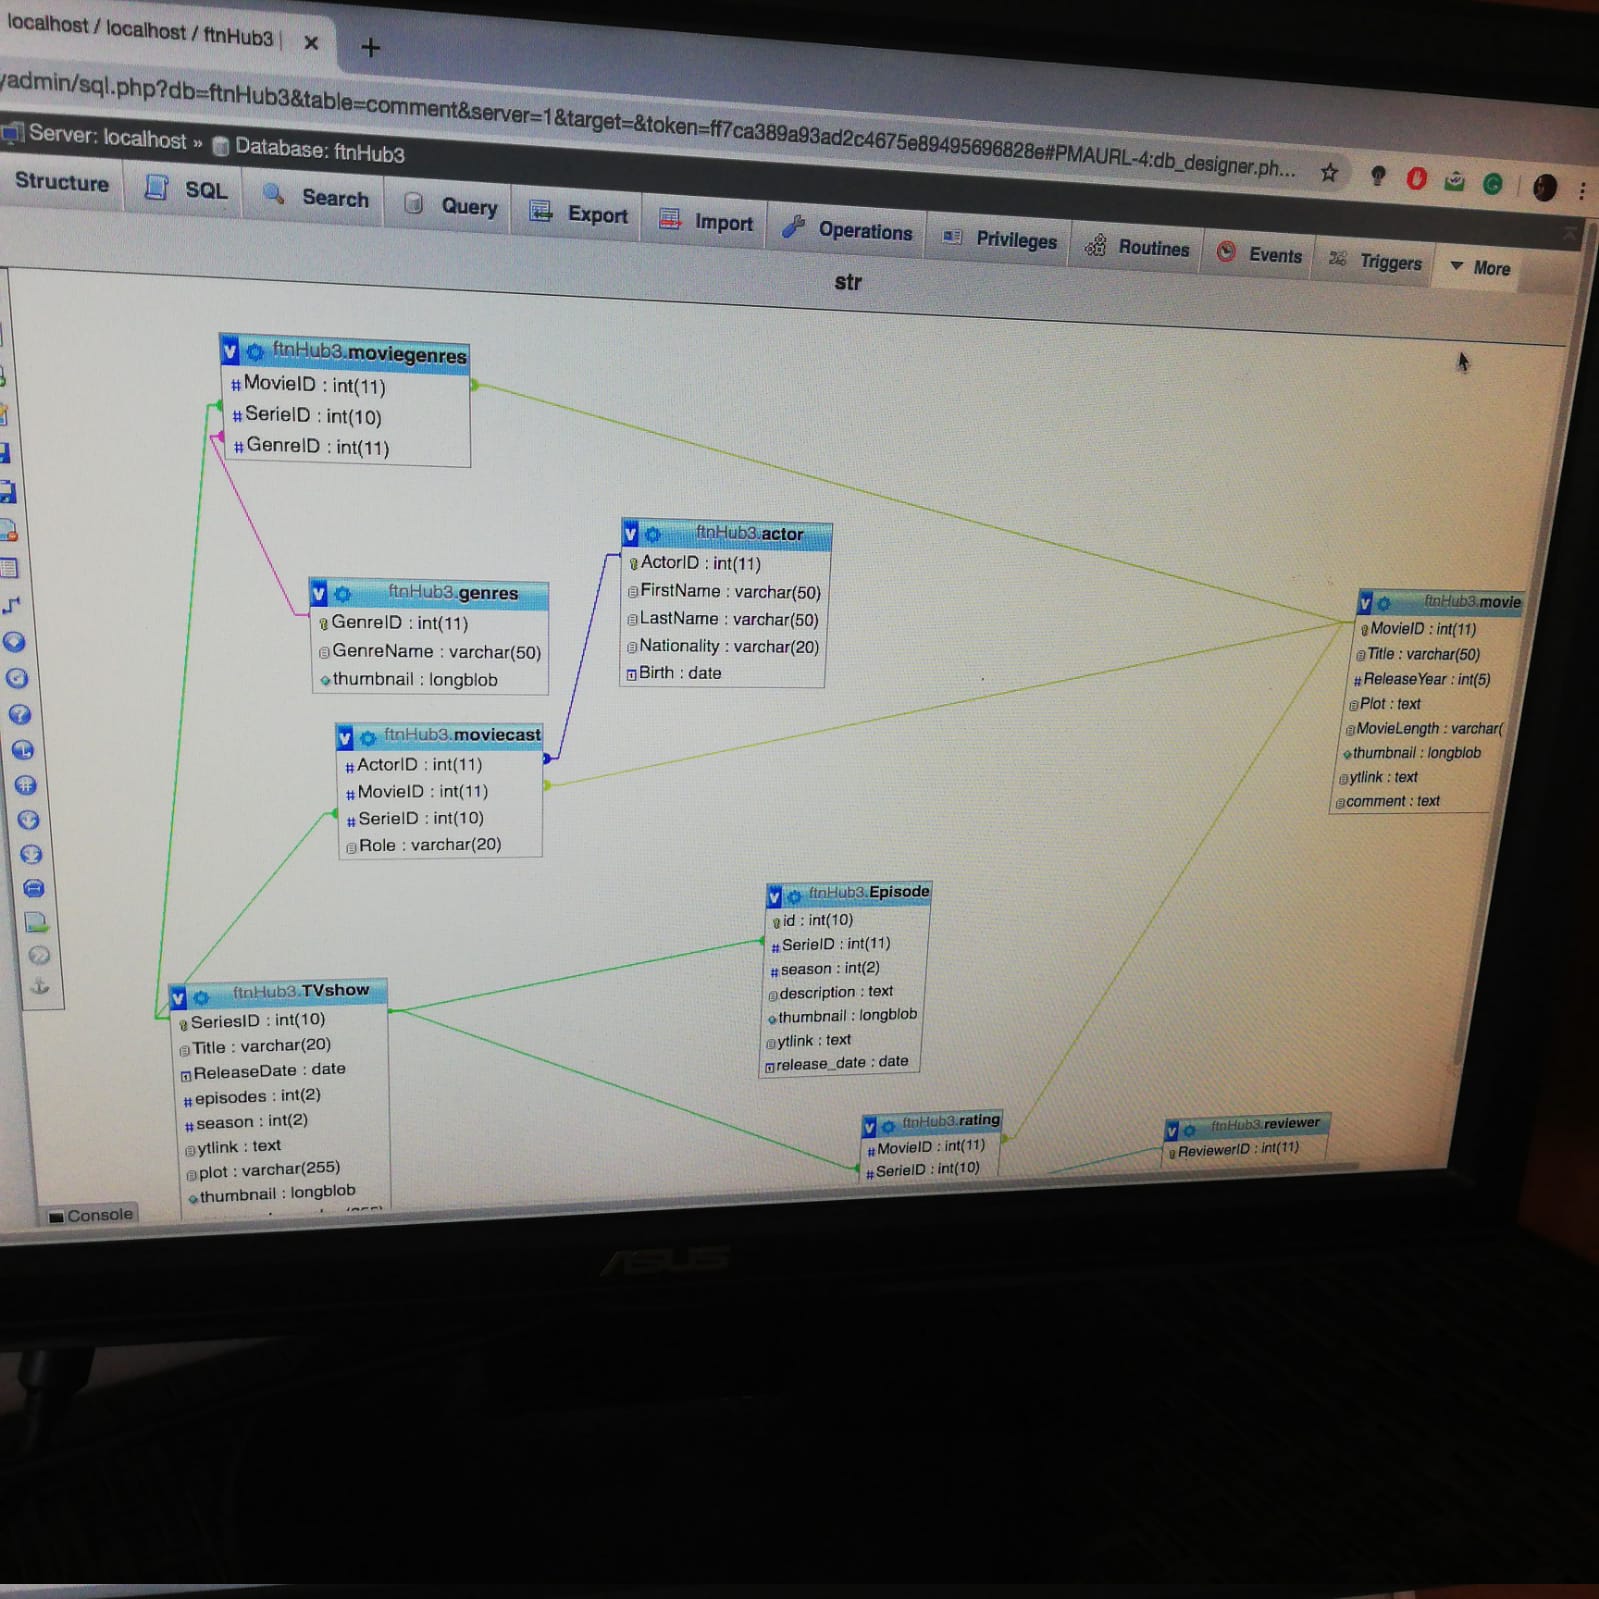 localhost / localhost / ftnHub3 |
yadmin/sql.php?db=ftnHub3&table=comment&server=1&target=&token=ff7ca389a93ad2c4675e89495696828e#PMAURL-4:db_designer.ph...
Server: localhost » Database: ftnHub3
Structure SQL Search Query Export Import Operations Privileges Routines Events Triggers More
str
ftnHub3.moviegenres
MovieID : int(11)
SerieID : int(10)
GenreID : int(11)
ftnHub3.actor
ActorID : int(11)
FirstName : varchar(50)
LastName : varchar(50)
Nationality : varchar(20)
Birth : date
ftnHub3.genres
GenreID : int(11)
GenreName : varchar(50)
thumbnail : longblob
ftnHub3.movie
MovieID : int(11)
Title : varchar(50)
ReleaseYear : int(5)
Plot : text
MovieLength : varchar(
thumbnail : longblob
ytlink : text
comment : text
ftnHub3.moviecast
ActorID : int(11)
MovieID : int(11)
SerieID : int(10)
Role : varchar(20)
ftnHub3.Episode
id : int(10)
SerieID : int(11)
season : int(2)
description : text
thumbnail : longblob
ytlink : text
release_date : date
ftnHub3.TVshow
SeriesID : int(10)
Title : varchar(20)
ReleaseDate : date
episodes : int(2)
season : int(2)
ytlink : text
plot : varchar(255)
thumbnail : longblob
ftnHub3.rating
MovieID : int(11)
SerieID : int(10)
ftnHub3.reviewer
ReviewerID : int(11)
Console
ASUS